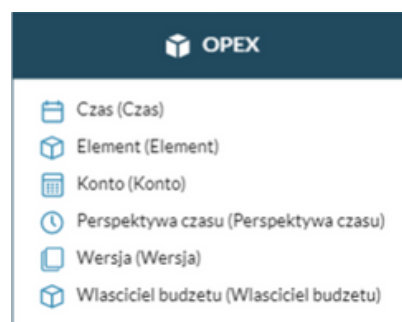 OPEX
Czas (Czas)
Element (Element)
Konto (Konto)
Perspektywa czasu (Perspektywa czasu)
Wersja (Wersja)
Wlasciciel budzetu (Wlasciciel budzetu)